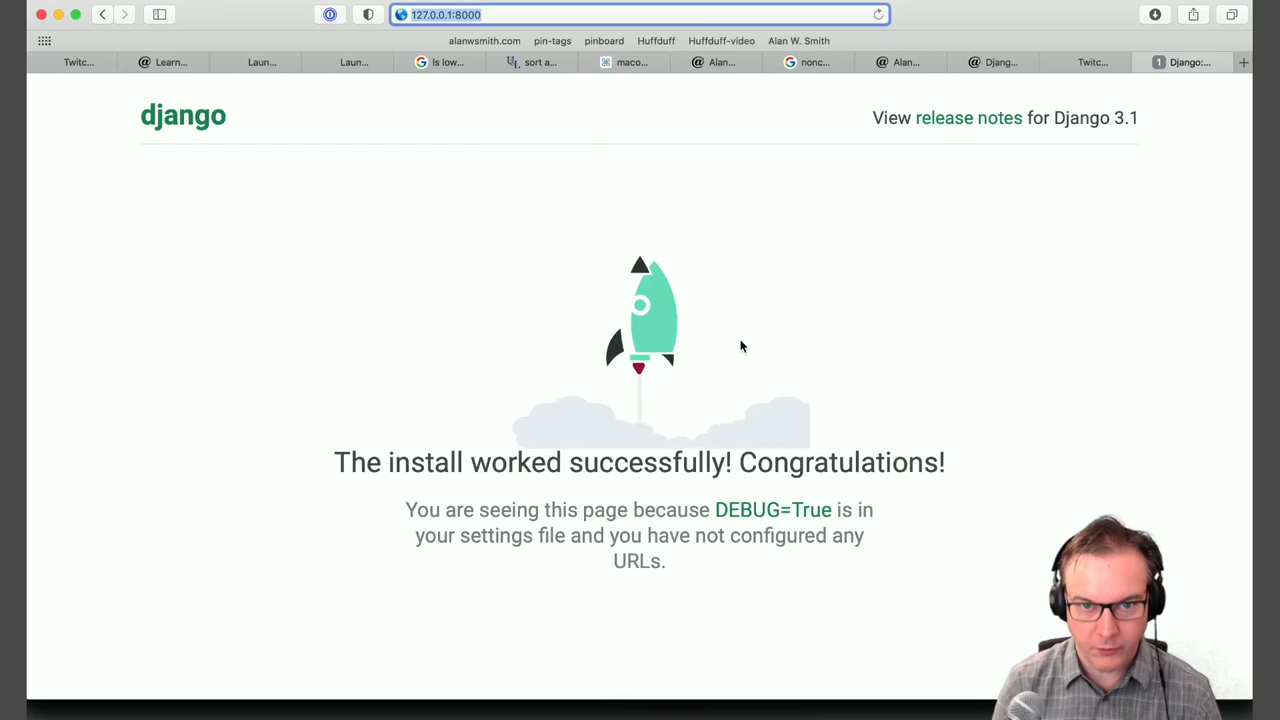 127.0.0.1:8000
alanwsmith.com pin-tags pinboard Huffduff Huffduff-video Alan W. Smith
Twitc... Learn... Laun... Laun... Is low... sort a... maco... Alan... nonc... Alan... Djang... Twitc... 1 Django:...
django
View release notes for Django 3.1
The install worked successfully! Congratulations!
You are seeing this page because DEBUG=True is in
your settings file and you have not configured any
URLs.